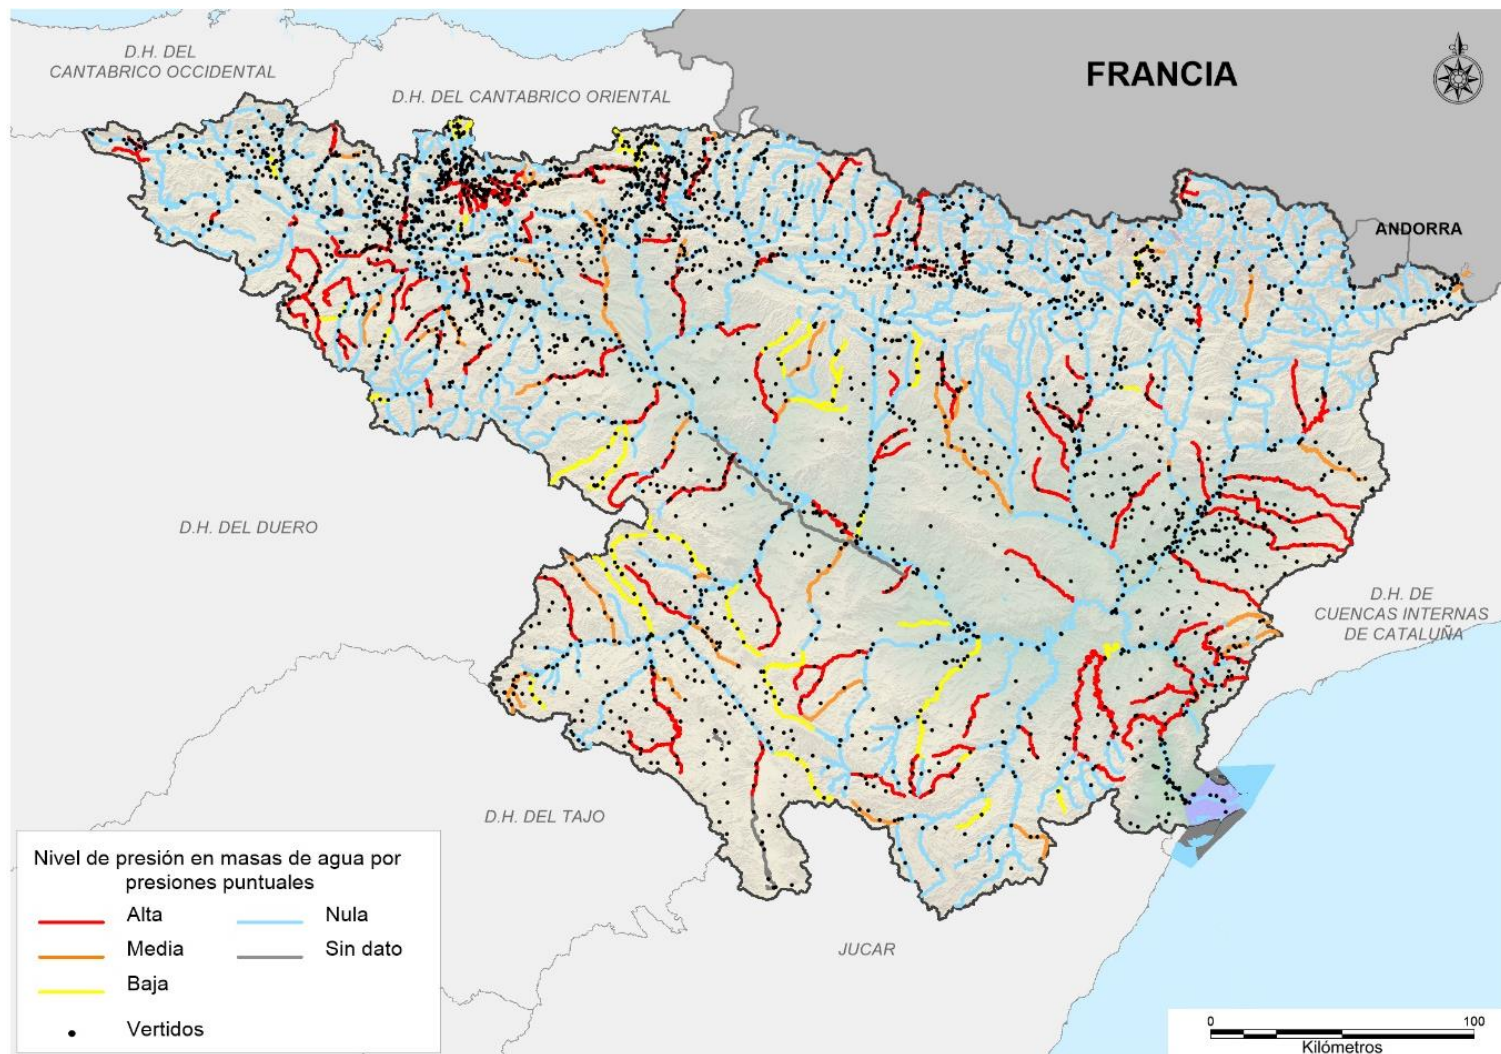 D.H. DEL
CANTABRICO OCCIDENTAL
D.H. DEL CANTABRICO ORIENTAL
FRANCIA
ANDORRA
D.H. DEL DUERO
D.H. DE
CUENCAS INTERNAS
DE CATALUÑA
D.H. DEL TAJO
JUCAR
Nivel de presión en masas de agua por
presiones puntuales
Alta
Nula
Media
Sin dato
Baja
Vertidos
0
100
Kilómetros